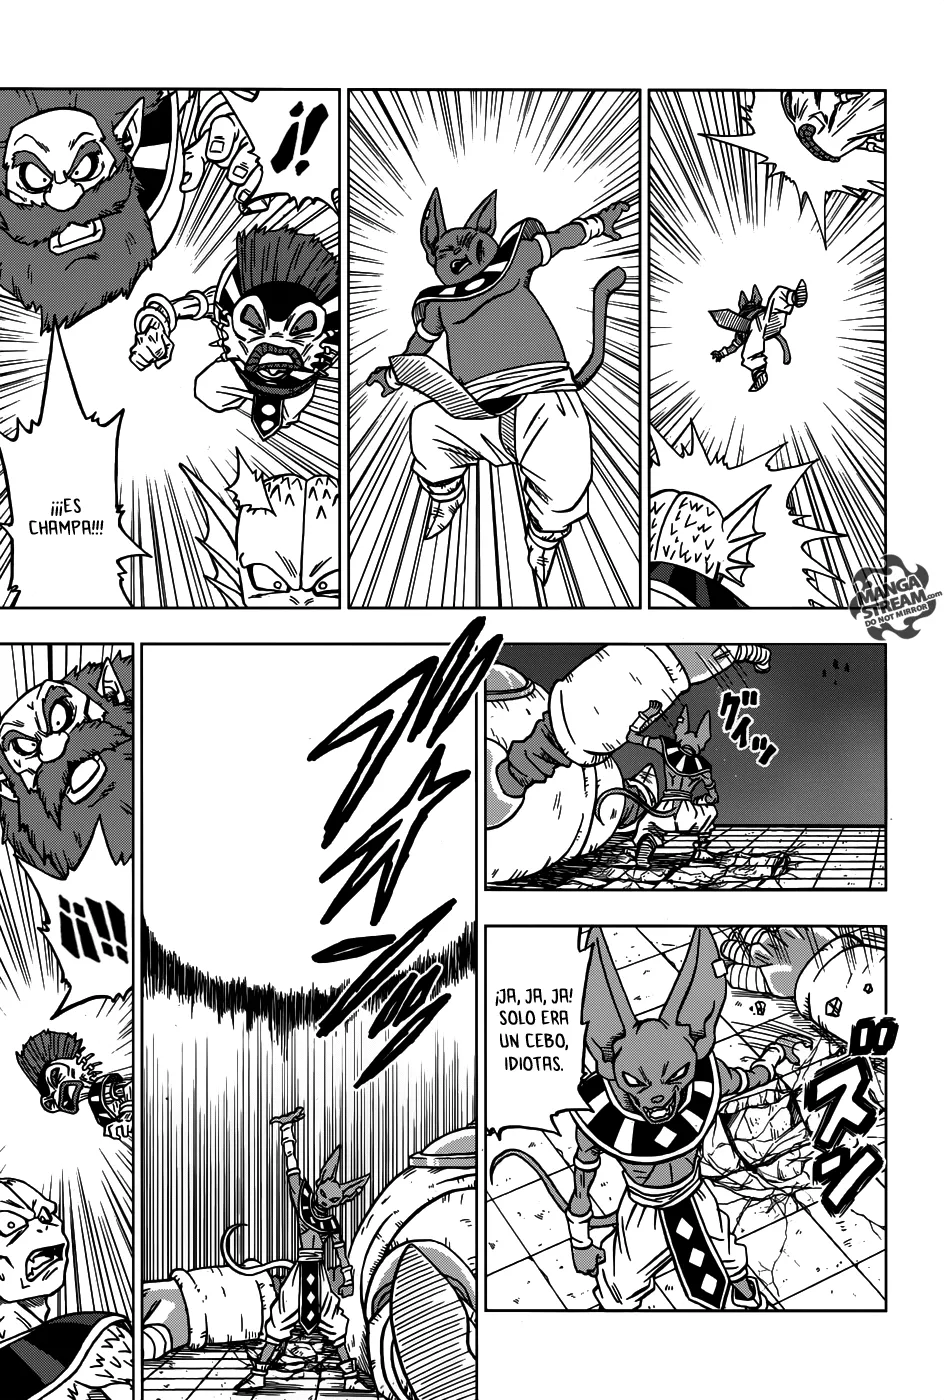 ¡¡
¡¡¡ES
CHAMPA!!!
MANGA
STREAM.com
DO NOT MIRROR
グイッ
¡JA, JA, JA!
SOLO ERA
UN CEBO,
IDIOTAS.
ズン
¡¡!!